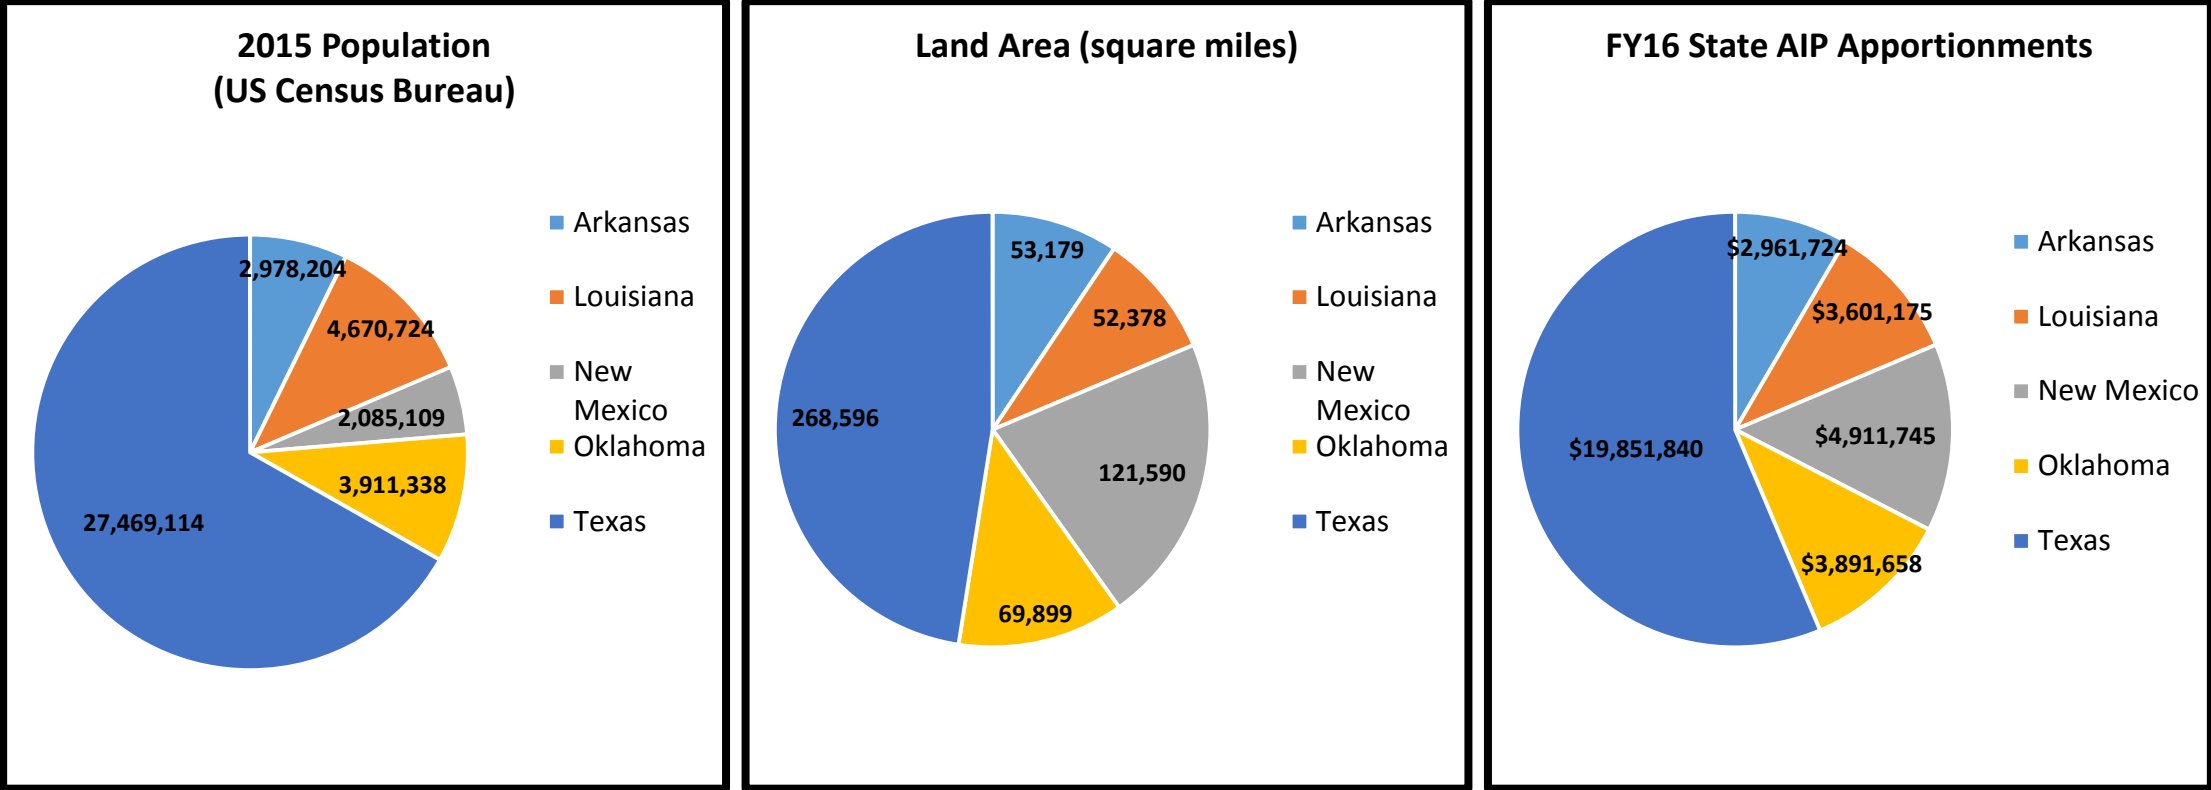 2015 Population
(US Census Bureau)
2,978,204
4,670,724
2,085,109
3,911,338
27,469,114
Arkansas
Louisiana
New
Mexico
Oklahoma
Texas
Land Area (square miles)
53,179
52,378
121,590
69,899
268,596
Arkansas
Louisiana
New
Mexico
Oklahoma
Texas
FY16 State AIP Apportionments
$2,961,724
$3,601,175
$4,911,745
$3,891,658
$19,851,840
Arkansas
Louisiana
New Mexico
Oklahoma
Texas